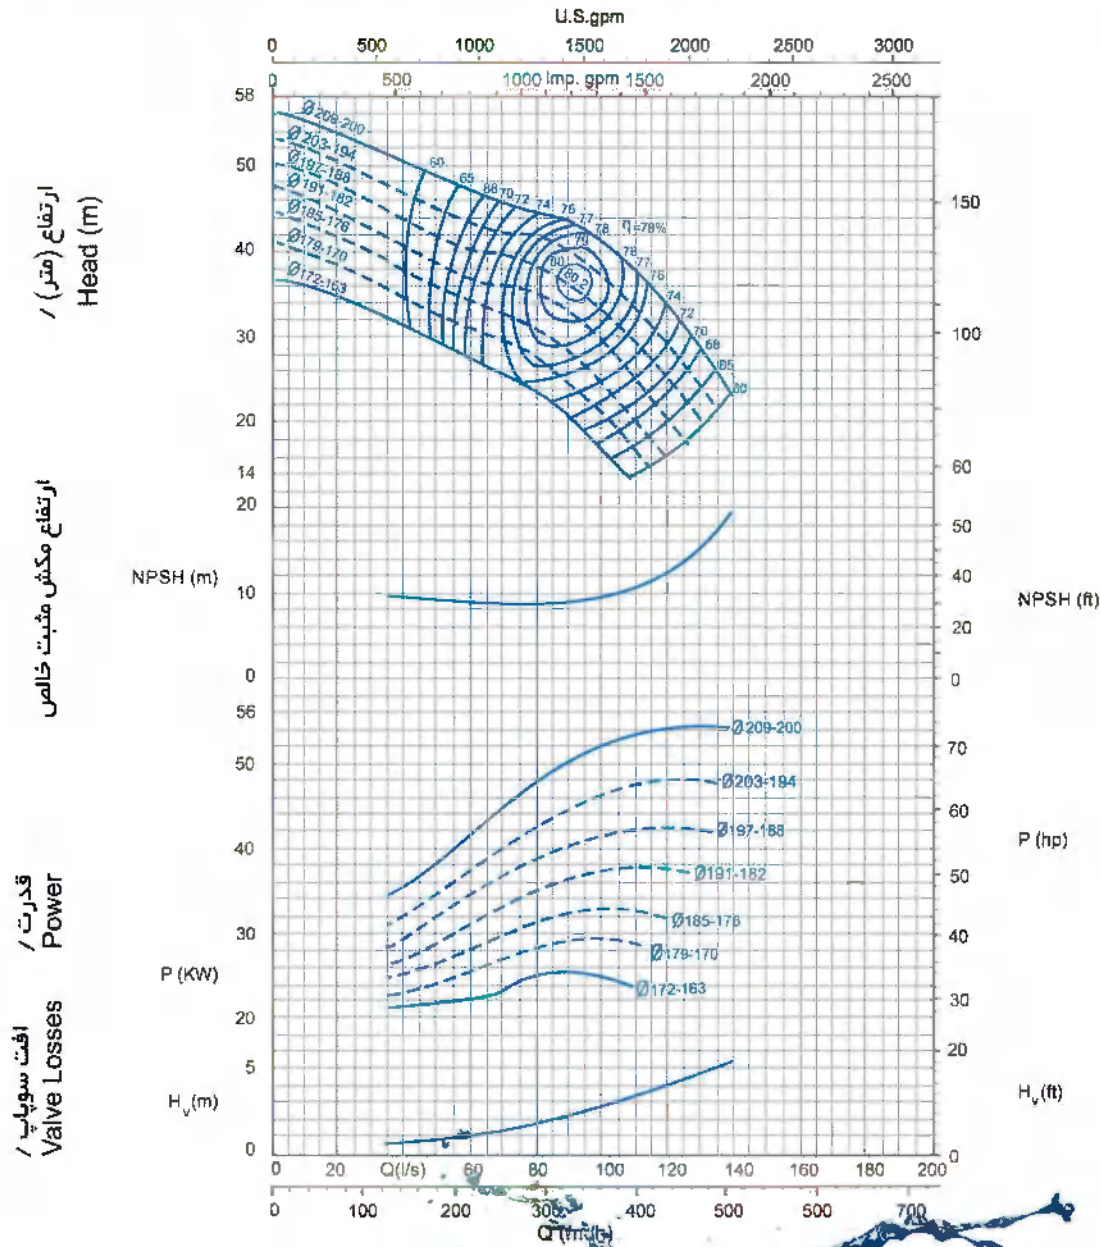 U.S.gpm
0 500 1000 1500 2000 2500 3000
0 500 1000 Imp. gpm 1500 2000 2500
58
50
40
30
20
14
150
100
60
ارتفاع (متر) /
Head (m)
Ø209-200
Ø203-194
Ø197-188
Ø191-182
Ø185-176
Ø179-170
Ø172-163
60
65
68
70
72
74
76
77
78
η=78%
79
80
80.2
78
77
76
74
72
70
68
65
60
ارتفاع مکش مثبت خالص
NPSH (m)
20
10
0
50
40
20
0
NPSH (ft)
قدرت /
Power
P (KW)
56
50
40
30
20
70
60
50
40
30
20
P (hp)
Ø209-200
Ø203-194
Ø197-188
Ø191-182
Ø185-176
Ø179-170
Ø172-163
افت سوپاپ /
Valve Losses
Hv(m)
5
0
0
Hv(ft)
0 20 Q(l/s) 60 80 100 120 140 160 180 200
0 100 200 300 400 500 600 700